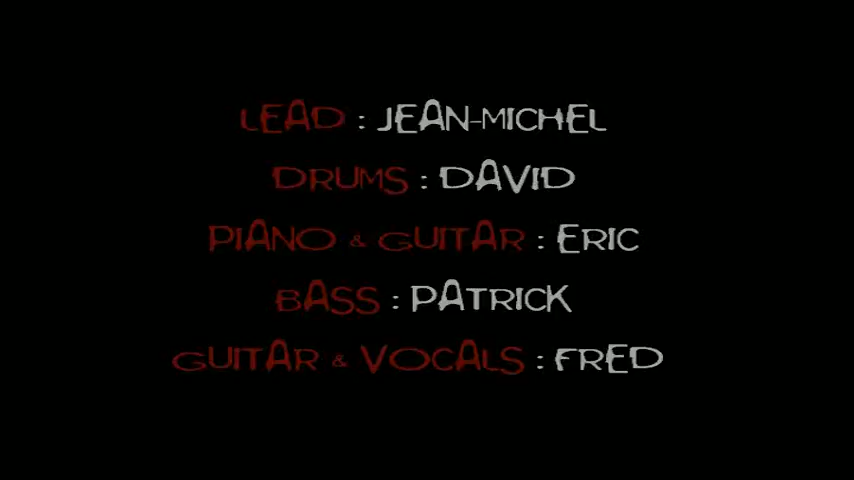 LEAD : JEAN-MICHEL
DRUMS : DAVID
PIANO & GUITAR : ERIC
BASS : PATRICK
GUITAR & VOCALS : FRED